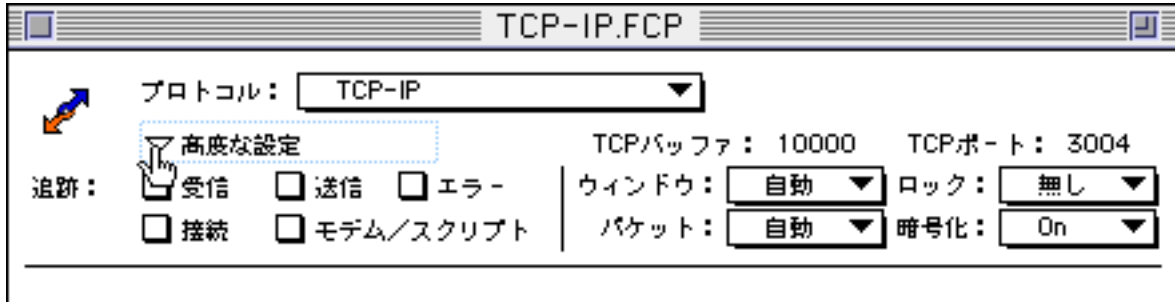 TCP-IP.FCP
プロトコル： TCP-IP
高度な設定 TCPバッファ： 10000 TCPポート： 3004
追跡： 受信 送信 エラー ウィンドウ： 自動 ロック： 無し
接続 モデム／スクリプト パケット： 自動 暗号化： On